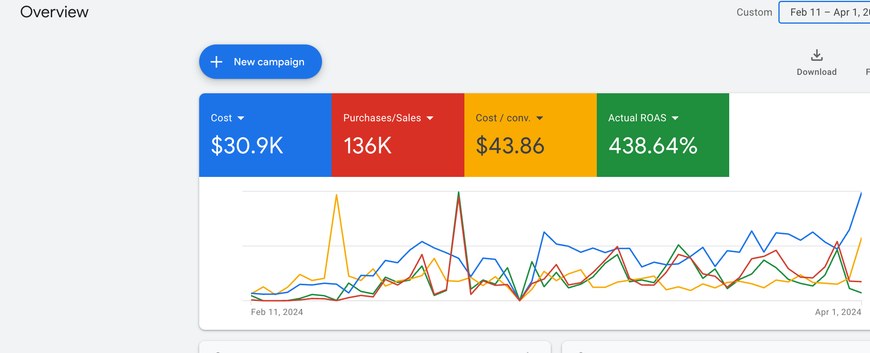 Overview
Custom
Feb 11 – Apr 1, 20
New campaign
Download
Cost
Purchases/Sales
Cost / conv.
Actual ROAS
$30.9K
136K
$43.86
438.64%
Feb 11, 2024
Apr 1, 2024